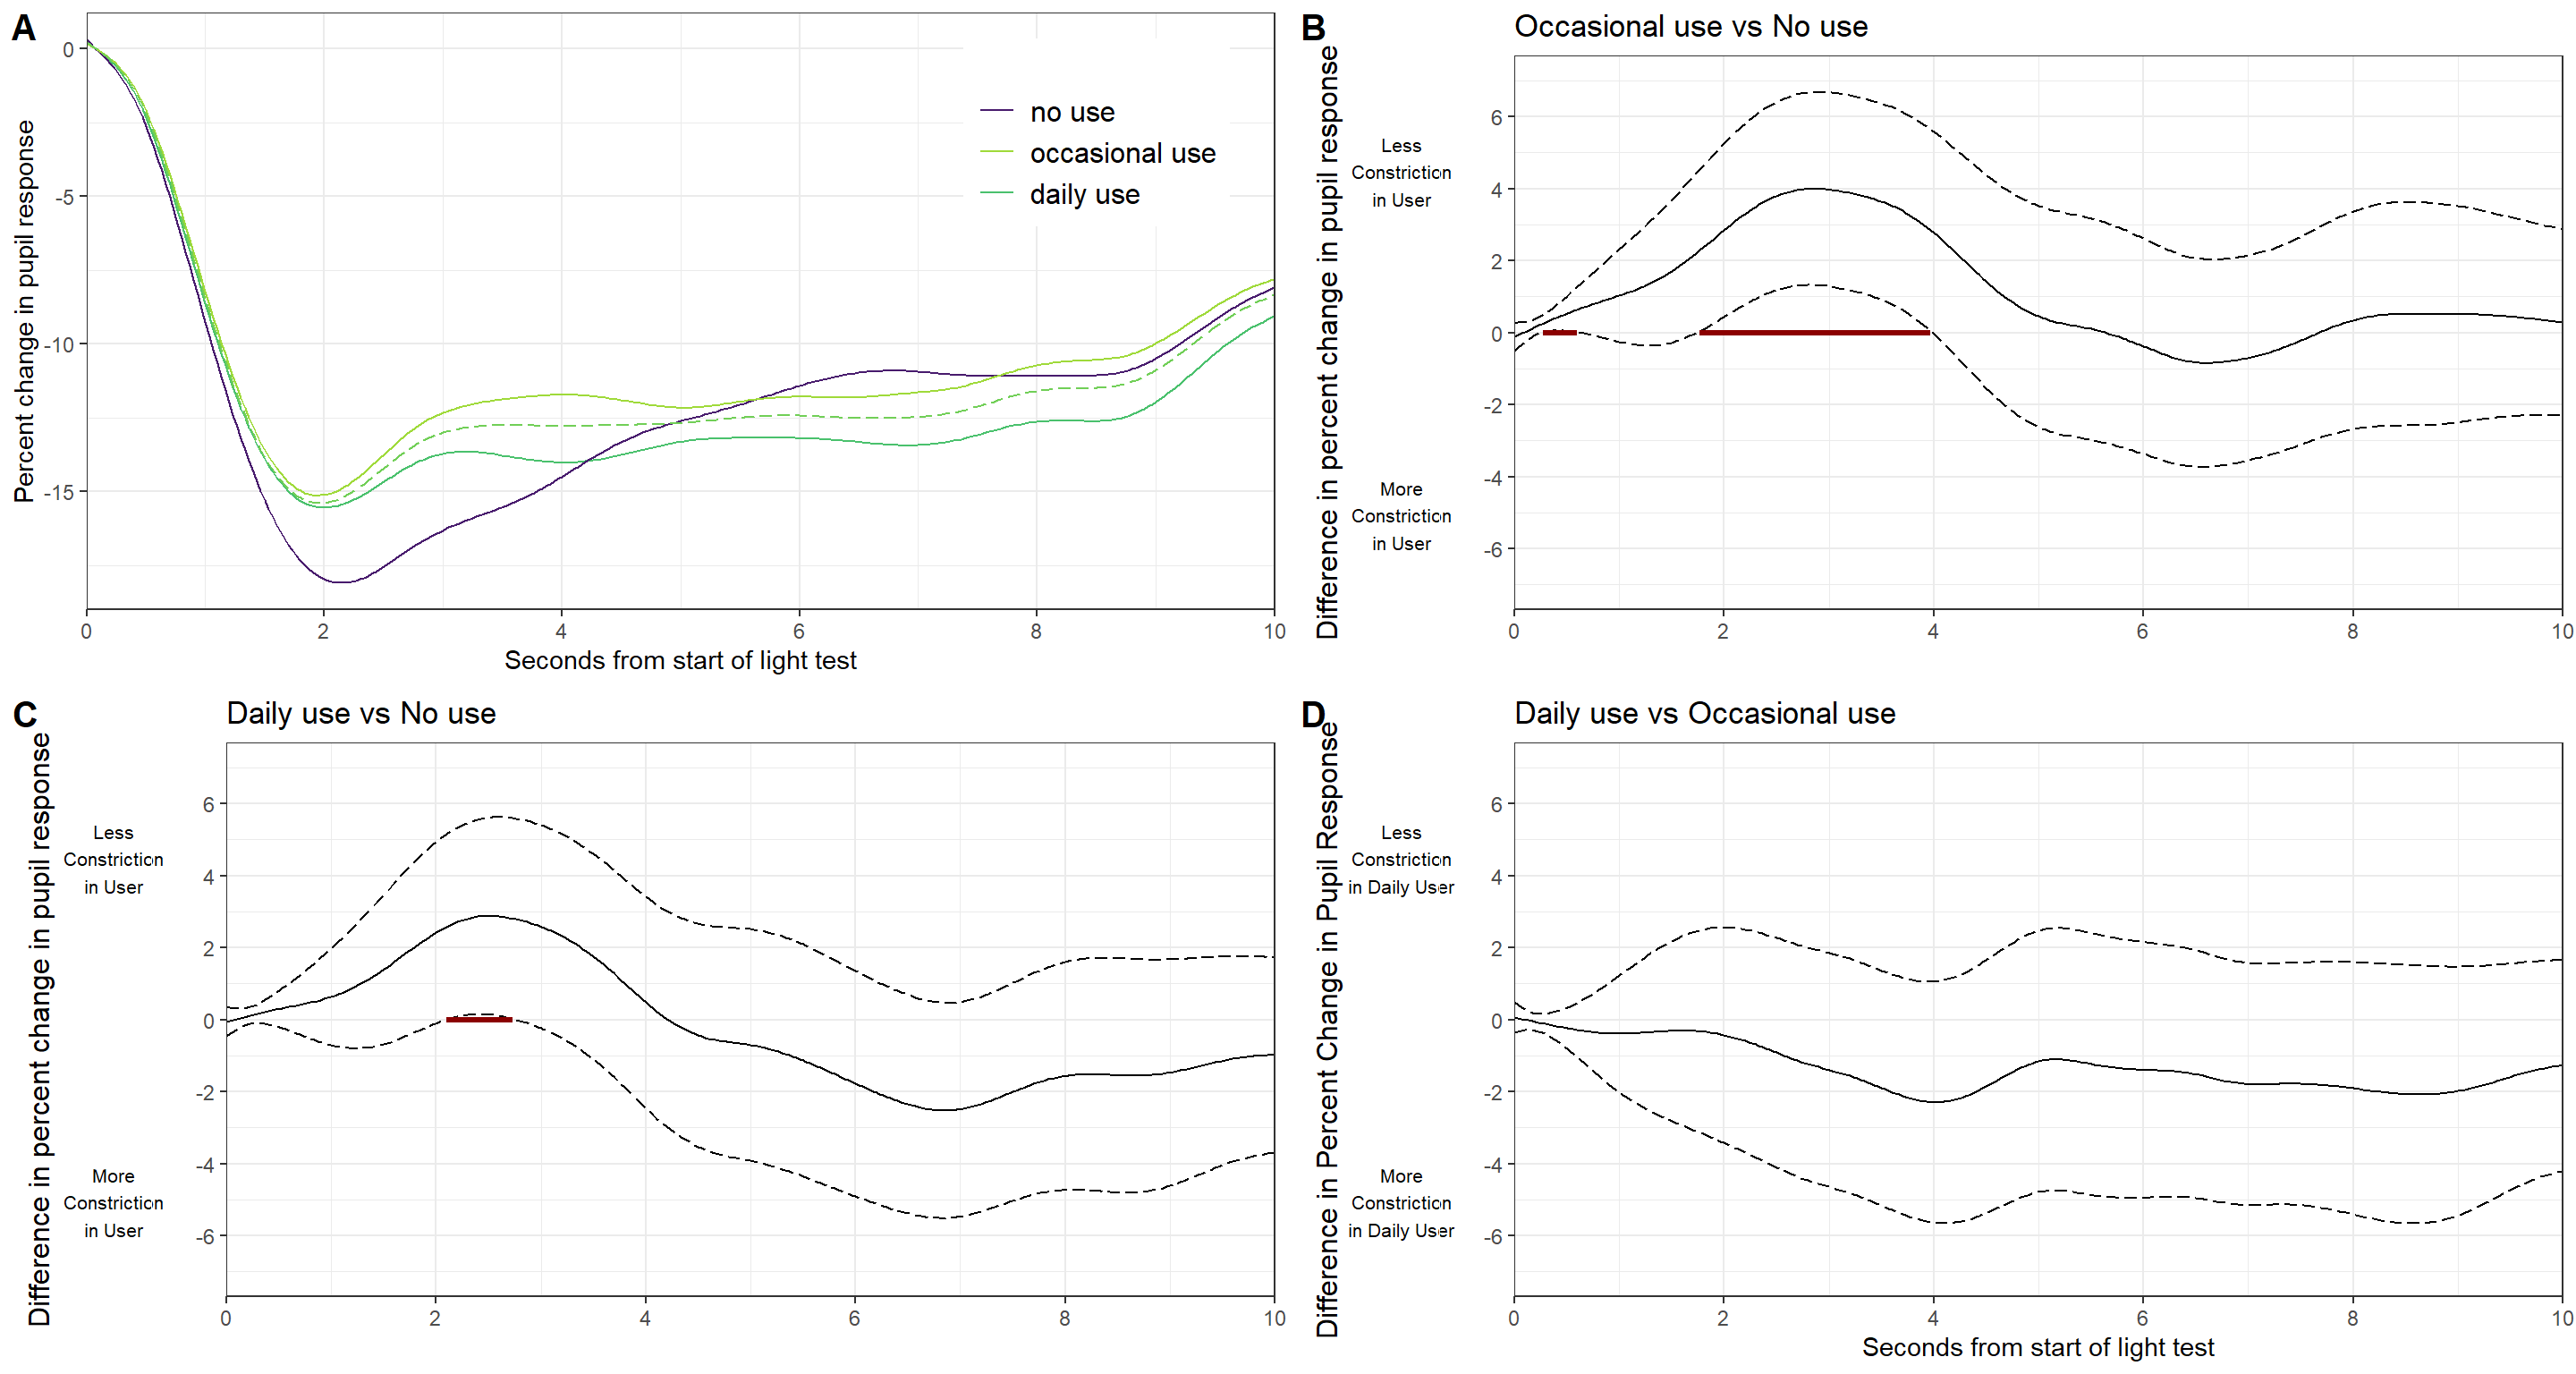 A
Percent change in pupil response
0
-5
-10
-15
no use
occasional use
daily use
0 2 4 6 8 10
Seconds from start of light test
B
Occasional use vs No use
Difference in percent change in pupil response
Less
Constriction
in User
More
Constriction
in User
6
4
2
0
-2
-4
-6
0 2 4 6 8 10
C
Daily use vs No use
Difference in percent change in pupil response
Less
Constriction
in User
More
Constriction
in User
6
4
2
0
-2
-4
-6
0 2 4 6 8 10
D
Daily use vs Occasional use
Difference in Percent Change in Pupil Response
Less
Constriction
in Daily User
More
Constriction
in Daily User
6
4
2
0
-2
-4
-6
0 2 4 6 8 10
Seconds from start of light test